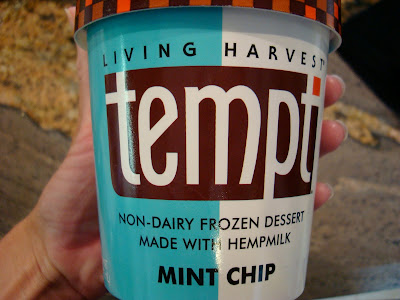 LIVING HARVEST
tempt
NON-DAIRY FROZEN DESSERT
MADE WITH HEMPMILK
MINT CHIP